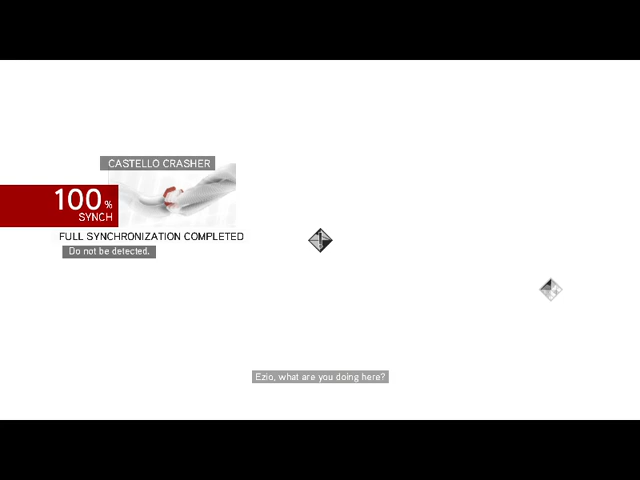 CASTELLO CRASHER
100%
SYNCH
FULL SYNCHRONIZATION COMPLETED
Do not be detected.
Ezio, what are you doing here?